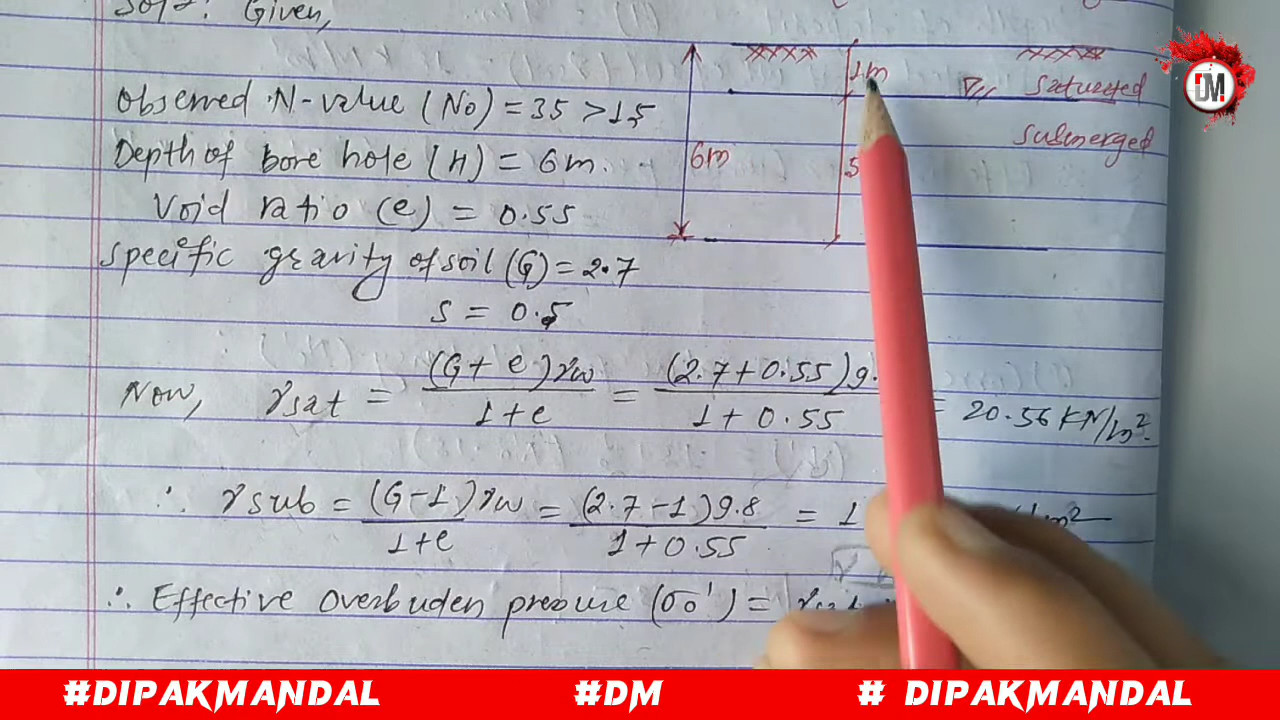 Soln: Given,
Observed N-value (No) = 35 > 15
Depth of bore hole (H) = 6m.
Void ratio (e) = 0.55
Specific gravity of soil (G) = 2.7
S = 0.5
Now, γsat = (G + e)γw / 1+e = (2.7+0.55)9. / 1 + 0.55 = 20.56 KN/m².
∴ γsub = (G-1)γw / 1+e = (2.7-1)9.8 / 1+0.55 = 1
∴ Effective Overbuden pressure (σo') = γsat
1m
Saturated
Submerged
6m
5
DM
#DIPAKMANDAL #DM # DIPAKMANDAL